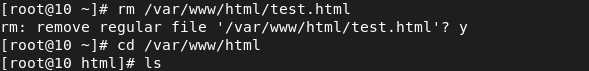 [root@10 ~]# rm /var/www/html/test.html
rm: remove regular file '/var/www/html/test.html'? y
[root@10 ~]# cd /var/www/html
[root@10 html]# ls